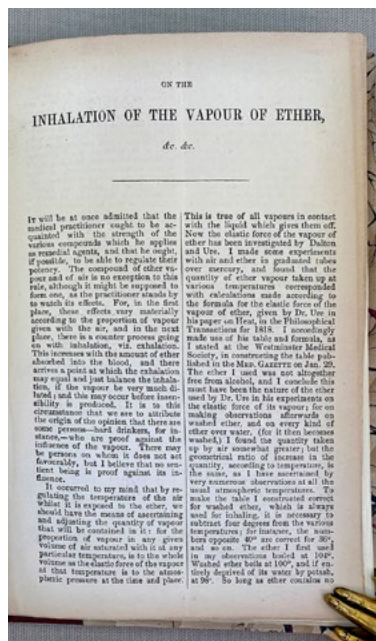 ON THE
INHALATION OF THE VAPOUR OF ETHER,
&c. &c.
IT will be at once admitted that the
medical practitioner ought to be ac-
quainted with the strength of the
various compounds which he applies
as remedial agents, and that he ought,
if possible, to be able to regulate their
potency. The compound of ether va-
pour and of air is no exception to this
rule, although it might be supposed to
form one, as the practitioner stands by
to watch its effects. For, in the first
place, these effects vary materially
according to the proportion of vapour
given with the air, and in the next
place, there is a counter process going
on with inhalation, viz. exhalation.
This increases with the amount of ether
absorbed into the blood, and there
arrives a point at which the exhalation
may equal and just balance the inhala-
tion, if the vapour be very much di-
luted; and this may occur before insen-
sibility is produced. It is to this
circumstance that we are to attribute
the origin of the opinion that there are
some persons—hard drinkers, for in-
stance,—who are proof against the
influence of the vapour. There may
be persons on whom it does not act
favourably, but I believe that no sen-
tient being is proof against its in-
fluence.
It occurred to my mind that by re-
gulating the temperature of the air
whilst it is exposed to the ether, we
should have the means of ascertaining
and adjusting the quantity of vapour
that will be contained in it: for the
proportion of vapour in any given
volume of air saturated with it at any
particular temperature, is to the whole
volume as the elastic force of the vapour
at that temperature is to the atmo-
spheric pressure at the time and place.
This is true of all vapours in contact
with the liquid which gives them off.
Now the elastic force of the vapour of
ether has been investigated by Dalton
and Ure. I made some experiments
with air and ether in graduated tubes
over mercury, and found that the
quantity of ether vapour taken up at
various temperatures corresponded
with calculations made according to
the formula for the elastic force of the
vapour of ether, given by Dr. Ure in
his paper on Heat, in the Philosophical
Transactions for 1818. I accordingly
made use of his table and formula, as
I stated at the Westminster Medical
Society, in constructing the table pub-
lished in the MED. GAZETTE on Jan. 29.
The ether I used was not altogether
free from alcohol, and I conclude this
must have been the nature of the ether
used by Dr. Ure in his experiments on
the elastic force of its vapour; for on
making observations afterwards on
washed ether, and on every kind of
ether over water, (for it then becomes
washed,) I found the quantity taken
up by air somewhat greater; but the
geometrical ratio of increase in the
quantity, according to temperature, is
the same, as I have ascertained by
very numerous observations at all the
usual atmospheric temperatures. To
make the table I constructed correct
for washed ether, which is always
used for inhaling, it is necessary to
subtract four degrees from the various
temperatures; for instance, the num-
bers opposite 40° are correct for 36°,
and so on. The ether I first used
in my observations boiled at 104°.
Washed ether boils at 100°, and if en-
tirely deprived of its water by potash,
at 96°. So long as ether contains no